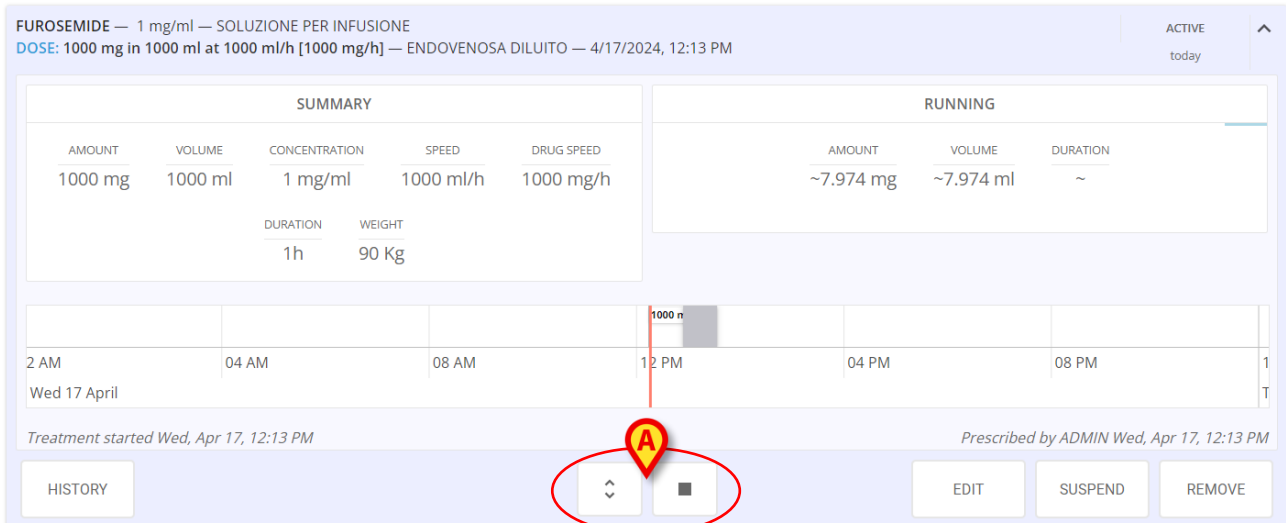 FUROSEMIDE — 1 mg/ml — SOLUZIONE PER INFUSIONE
ACTIVE
DOSE: 1000 mg in 1000 ml at 1000 ml/h [1000 mg/h] — ENDOVENOSA DILUITO — 4/17/2024, 12:13 PM
today
SUMMARY
AMOUNT VOLUME CONCENTRATION SPEED DRUG SPEED
1000 mg 1000 ml 1 mg/ml 1000 ml/h 1000 mg/h
DURATION WEIGHT
1h 90 Kg
RUNNING
AMOUNT VOLUME DURATION
~7.974 mg ~7.974 ml ~
1000 m
2 AM 04 AM 08 AM 12 PM 04 PM 08 PM 1
Wed 17 April T
Treatment started Wed, Apr 17, 12:13 PM
A
Prescribed by ADMIN Wed, Apr 17, 12:13 PM
HISTORY EDIT SUSPEND REMOVE